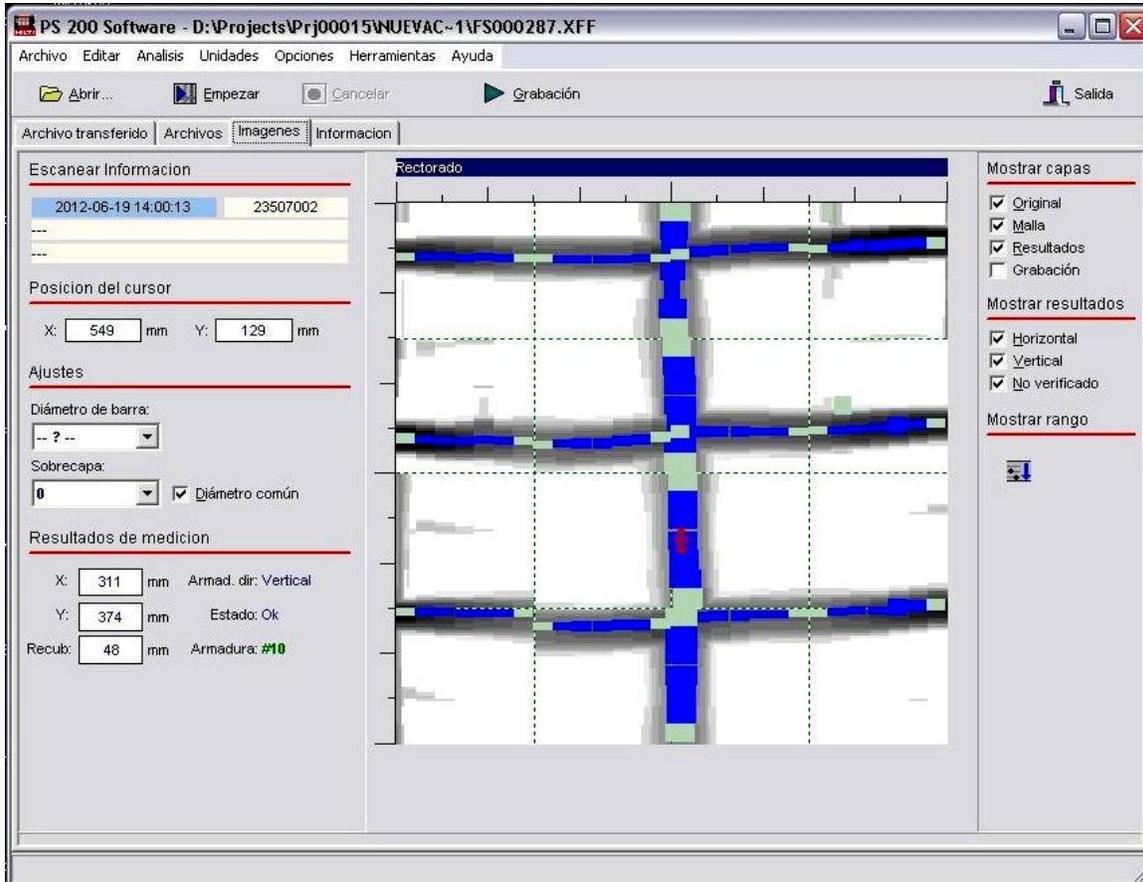 HILTI PS 200 Software - D:\Projects\Prj00015\NUEVAC~1\FS000287.XFF
Archivo Editar Analisis Unidades Opciones Herramientas Ayuda
Abrir... Empezar Cancelar Grabación Salida
Archivo transferido Archivos Imagenes Informacion
Escanear Informacion
2012-06-19 14:00:13 23507002
---
---
Posicion del cursor
X: 549 mm Y: 129 mm
Ajustes
Diámetro de barra:
-- ? --
Sobrecapa:
0 Diámetro común
Resultados de medicion
X: 311 mm Armad. dir: Vertical
Y: 374 mm Estado: Ok
Recub: 48 mm Armadura: #10
Rectorado
Mostrar capas
Original
Malla
Resultados
Grabación
Mostrar resultados
Horizontal
Vertical
No verificado
Mostrar rango